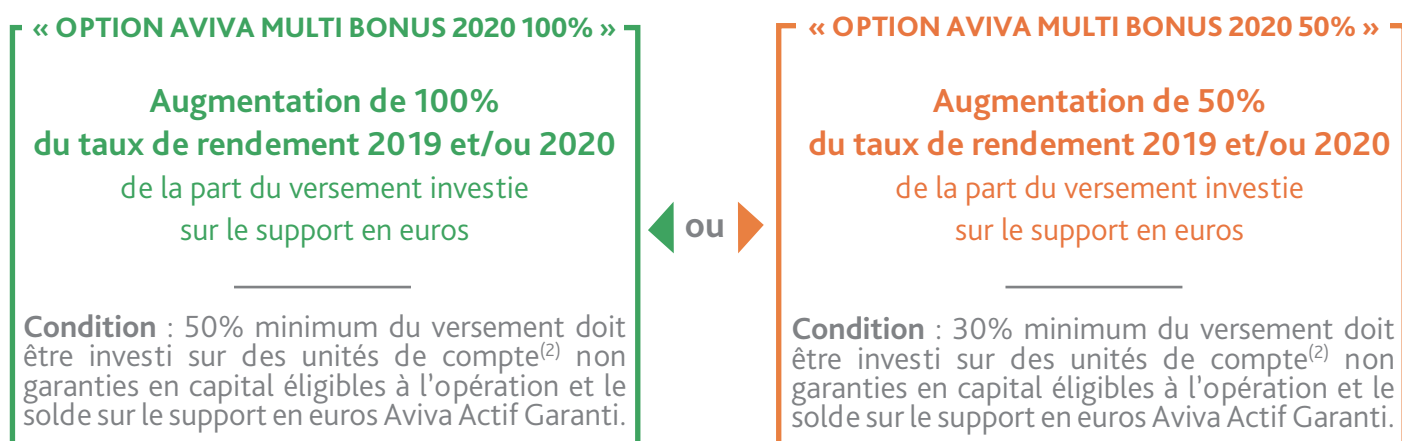 « OPTION AVIVA MULTI BONUS 2020 100% »
Augmentation de 100%
du taux de rendement 2019 et/ou 2020
de la part du versement investie
sur le support en euros
Condition : 50% minimum du versement doit
être investi sur des unités de compte(2) non
garanties en capital éligibles à l’opération et le
solde sur le support en euros Aviva Actif Garanti.
ou
« OPTION AVIVA MULTI BONUS 2020 50% »
Augmentation de 50%
du taux de rendement 2019 et/ou 2020
de la part du versement investie
sur le support en euros
Condition : 30% minimum du versement doit
être investi sur des unités de compte(2) non
garanties en capital éligibles à l’opération et le
solde sur le support en euros Aviva Actif Garanti.